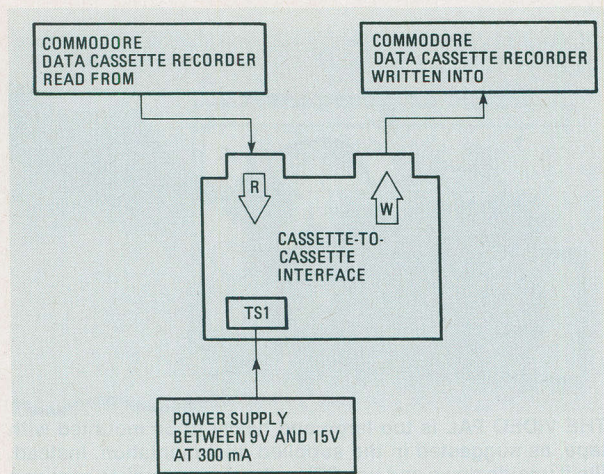 COMMODORE
DATA CASSETTE RECORDER
READ FROM
COMMODORE
DATA CASSETTE RECORDER
WRITTEN INTO
R
W
CASSETTE-TO-
CASSETTE
INTERFACE
TS1
POWER SUPPLY
BETWEEN 9V AND 15V
AT 300 mA